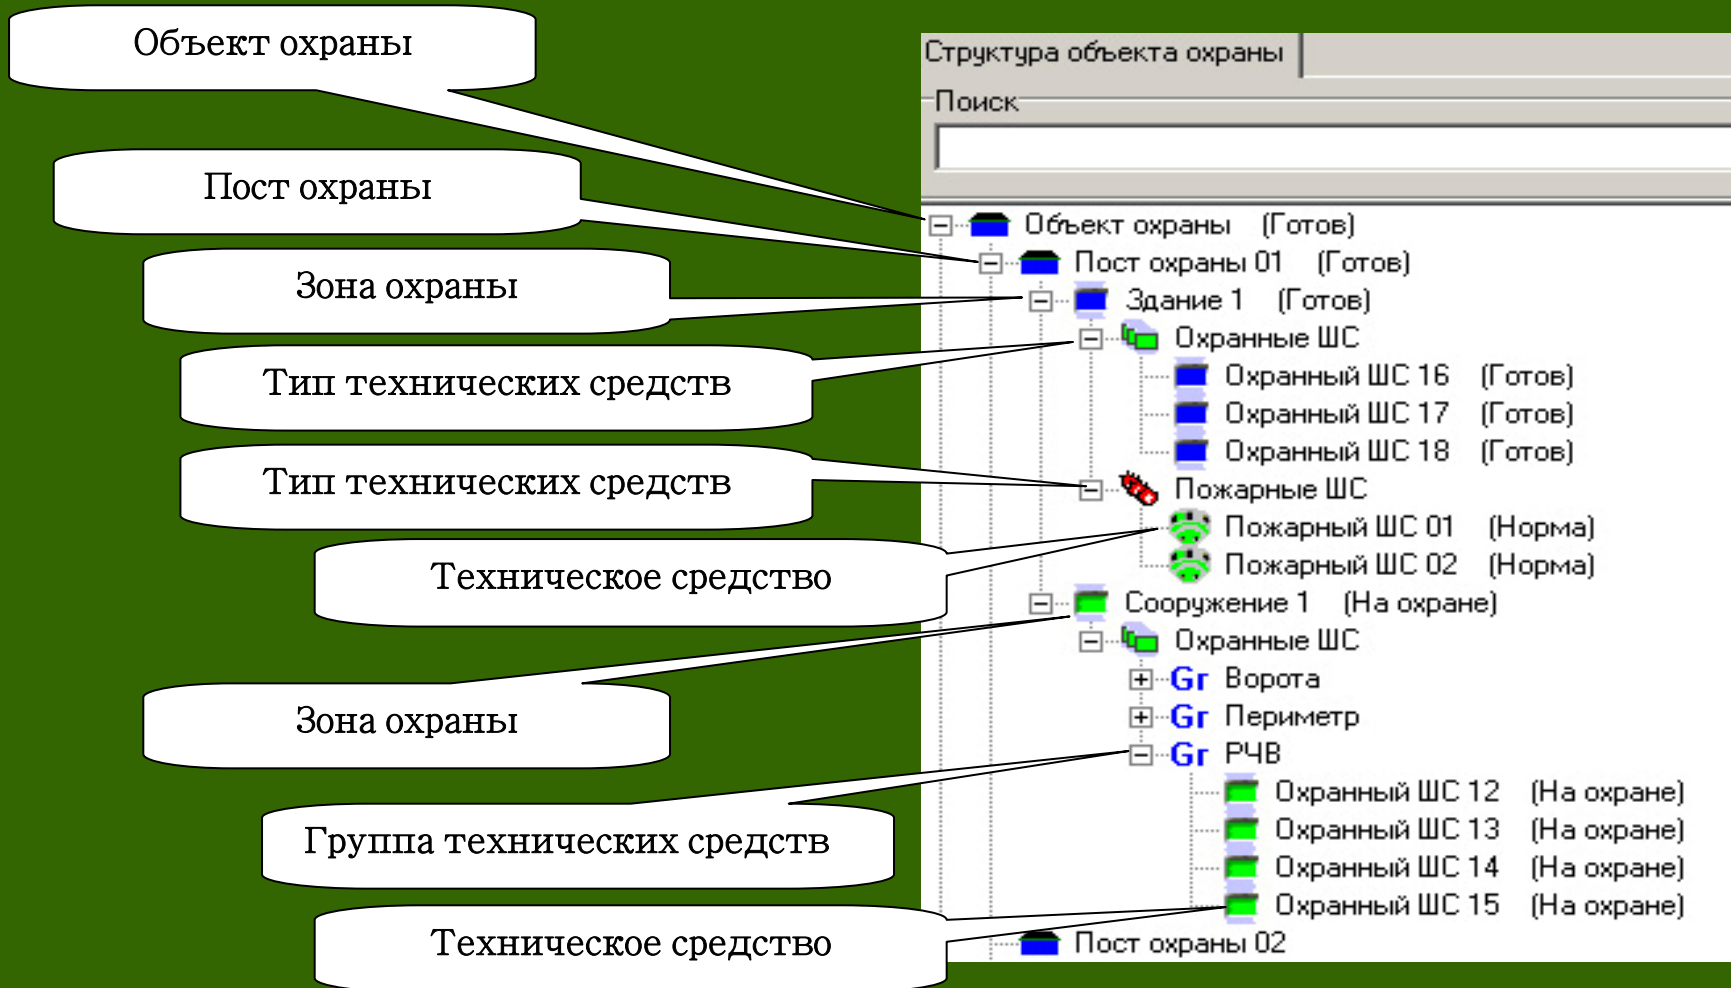 Объект охраны
Пост охраны
Зона охраны
Тип технических средств
Тип технических средств
Техническое средство
Зона охраны
Группа технических средств
Техническое средство
Структура объекта охраны
Поиск
Объект охраны (Готов)
Пост охраны 01 (Готов)
Здание 1 (Готов)
Охранные ШС
Охранный ШС 16 (Готов)
Охранный ШС 17 (Готов)
Охранный ШС 18 (Готов)
Пожарные ШС
Пожарный ШС 01 (Норма)
Пожарный ШС 02 (Норма)
Сооружение 1 (На охране)
Охранные ШС
Gr Ворота
Gr Периметр
Gr РЧВ
Охранный ШС 12 (На охране)
Охранный ШС 13 (На охране)
Охранный ШС 14 (На охране)
Охранный ШС 15 (На охране)
Пост охраны 02